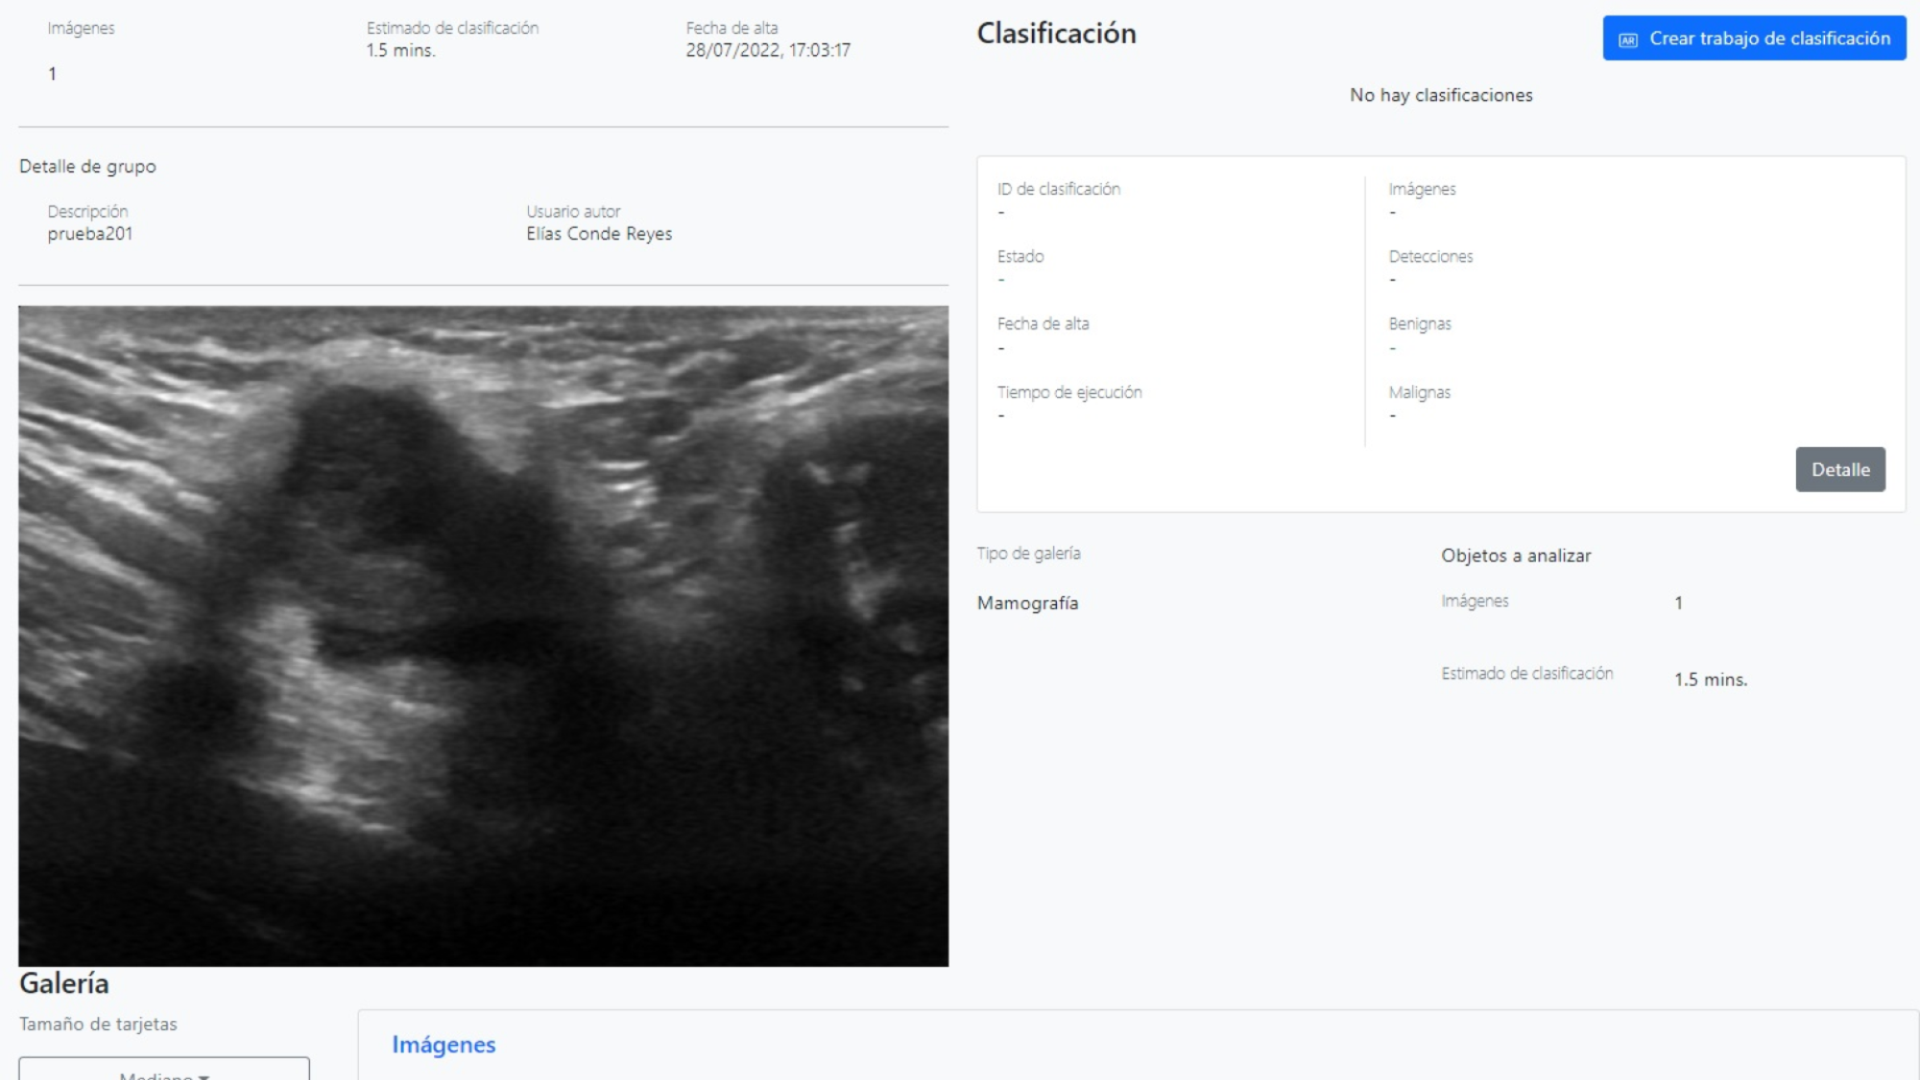 Imágenes
1
Estimado de clasificación
1.5 mins.
Fecha de alta
28/07/2022, 17:03:17
Detalle de grupo
Descripción
prueba201
Usuario autor
Elías Conde Reyes
Clasificación
AR Crear trabajo de clasificación
No hay clasificaciones
ID de clasificación
-
Estado
-
Fecha de alta
-
Tiempo de ejecución
-
Imágenes
-
Detecciones
-
Benignas
-
Malignas
-
Detalle
Tipo de galería
Mamografía
Objetos a analizar
Imágenes 1
Estimado de clasificación 1.5 mins.
Galería
Tamaño de tarjetas
Mediano
Imágenes